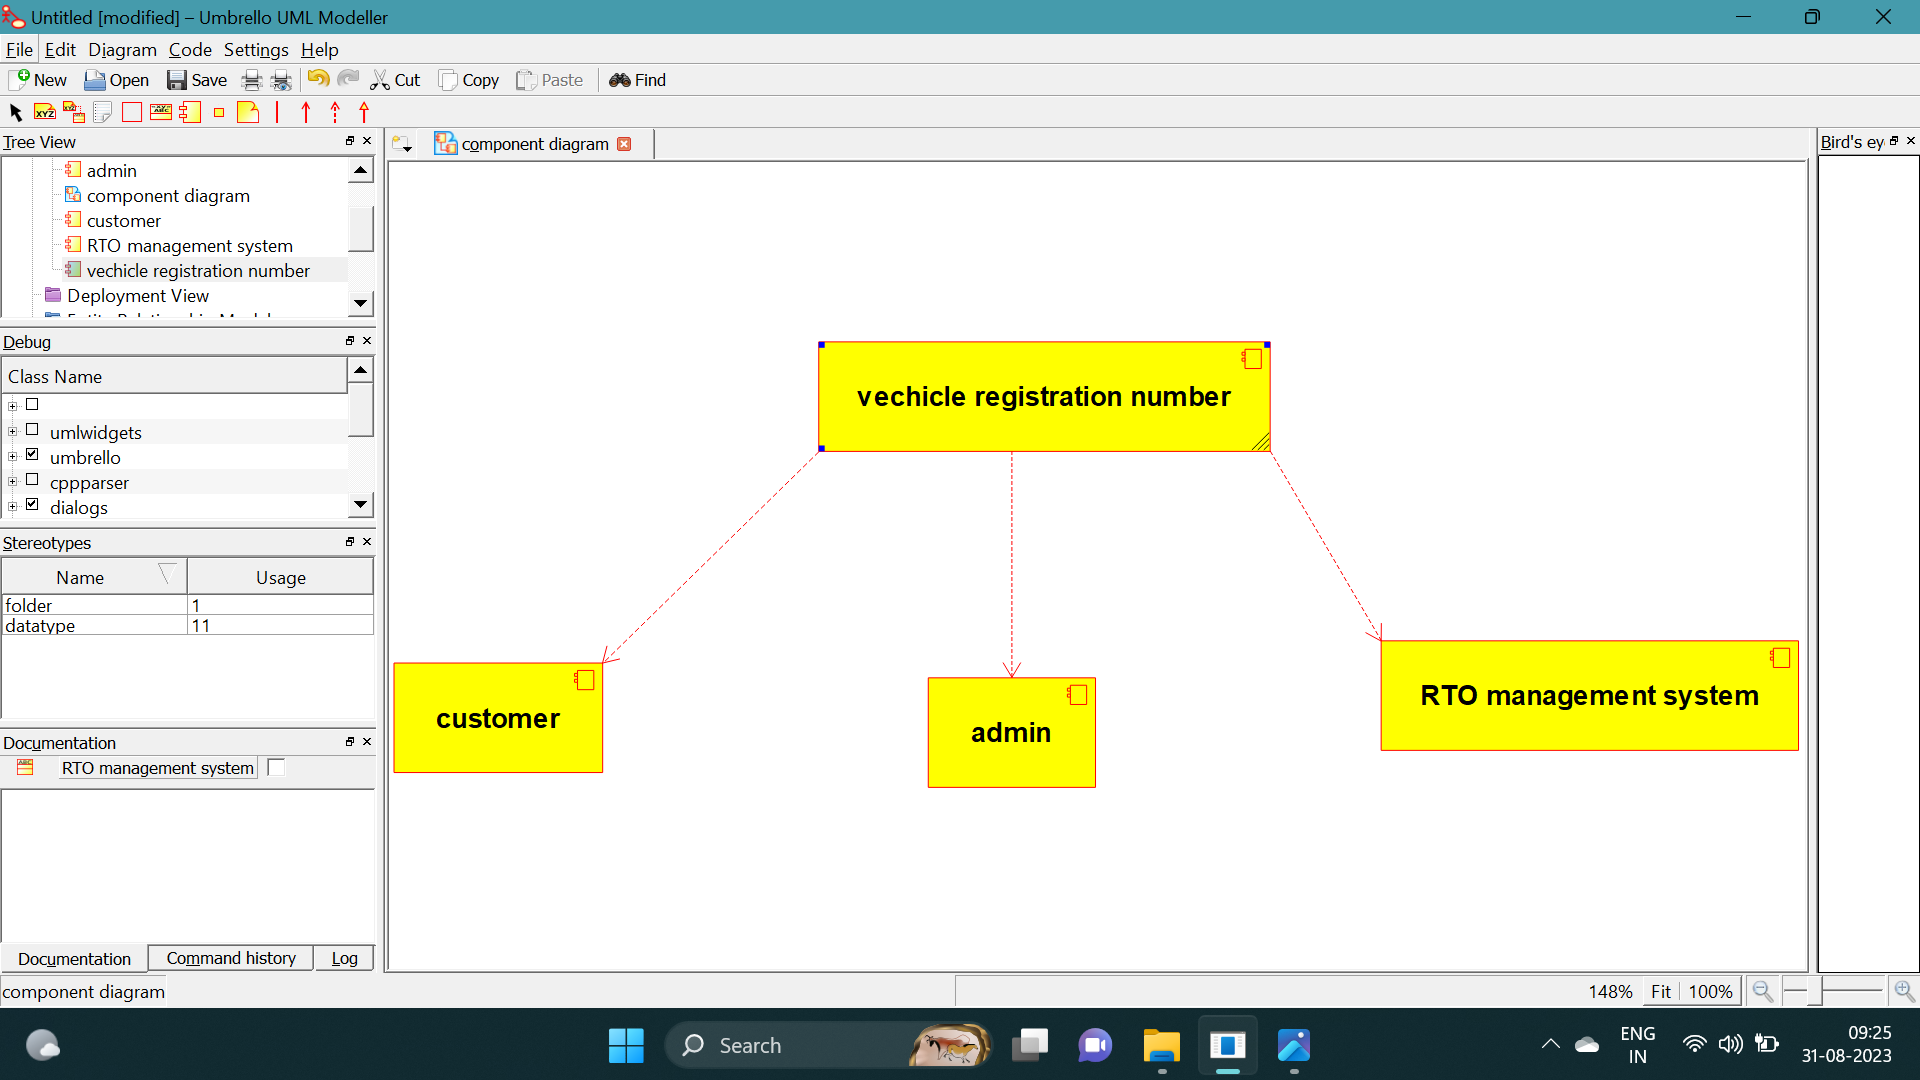 Untitled [modified] – Umbrello UML Modeller
File Edit Diagram Code Settings Help
New Open Save Cut Copy Paste Find
XYZ
Tree View
component diagram
Bird's ey
admin
component diagram
customer
RTO management system
vechicle registration number
Deployment View
Debug
Class Name
umlwidgets
umbrello
cppparser
dialogs
Stereotypes
Name Usage
folder 1
datatype 11
Documentation
RTO management system
Documentation Command history Log
vechicle registration number
customer
admin
RTO management system
component diagram
148% Fit 100%
Search
ENG
IN
09:25
31-08-2023